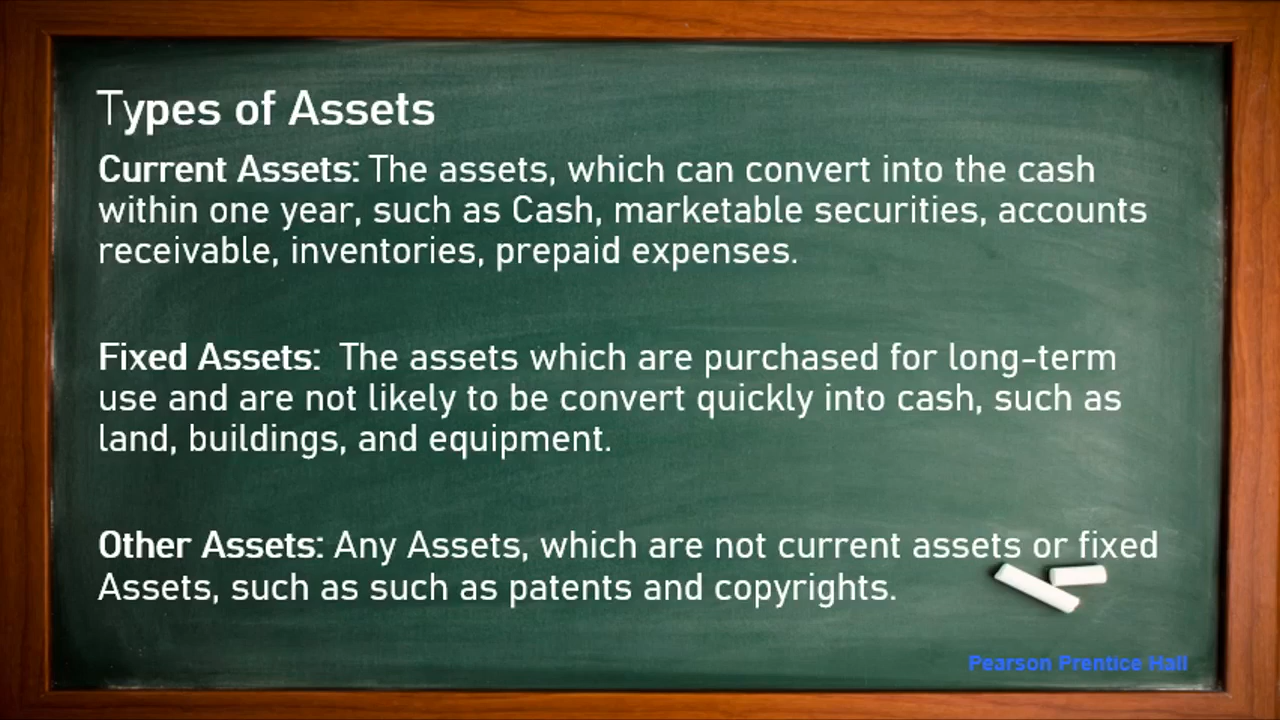 Types of Assets
Current Assets: The assets, which can convert into the cash
within one year, such as Cash, marketable securities, accounts
receivable, inventories, prepaid expenses.
Fixed Assets: The assets which are purchased for long-term
use and are not likely to be convert quickly into cash, such as
land, buildings, and equipment.
Other Assets: Any Assets, which are not current assets or fixed
Assets, such as such as patents and copyrights.
Pearson Prentice Hall